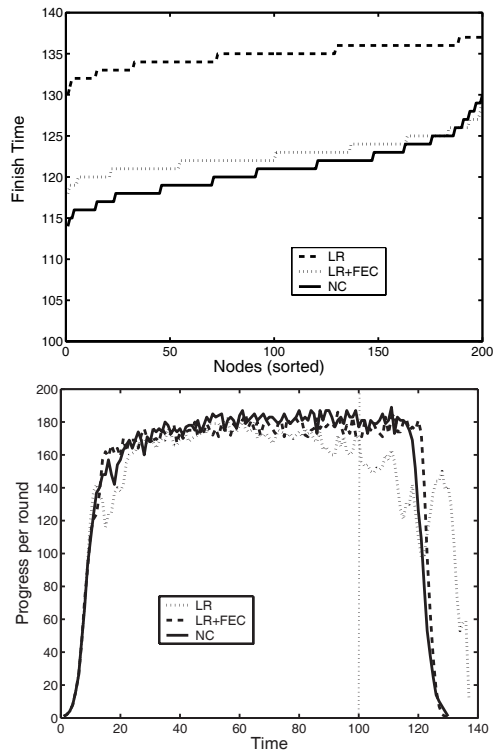 140
135
130
125
120
115
110
105
100
Finish Time
LR
LR+FEC
NC
0 50 100 150 200
Nodes (sorted)
200
180
160
140
120
100
80
60
40
20
0
Progress per round
LR
LR+FEC
NC
0 20 40 60 80 100 120 140
Time